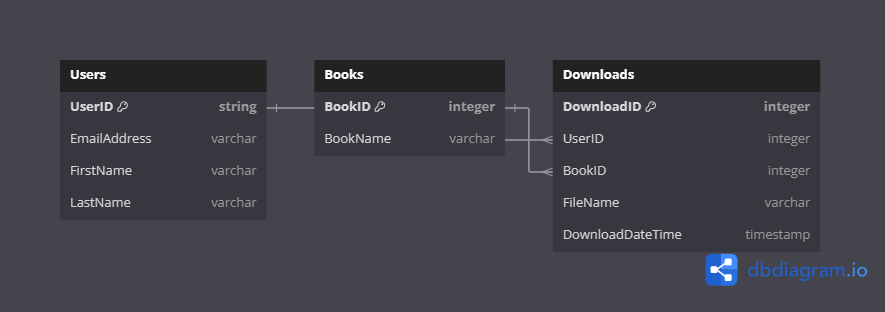 Users
UserID string
EmailAddress varchar
FirstName varchar
LastName varchar
Books
BookID integer
BookName varchar
Downloads
DownloadID integer
UserID integer
BookID integer
FileName varchar
DownloadDateTime timestamp
dbdiagram.io